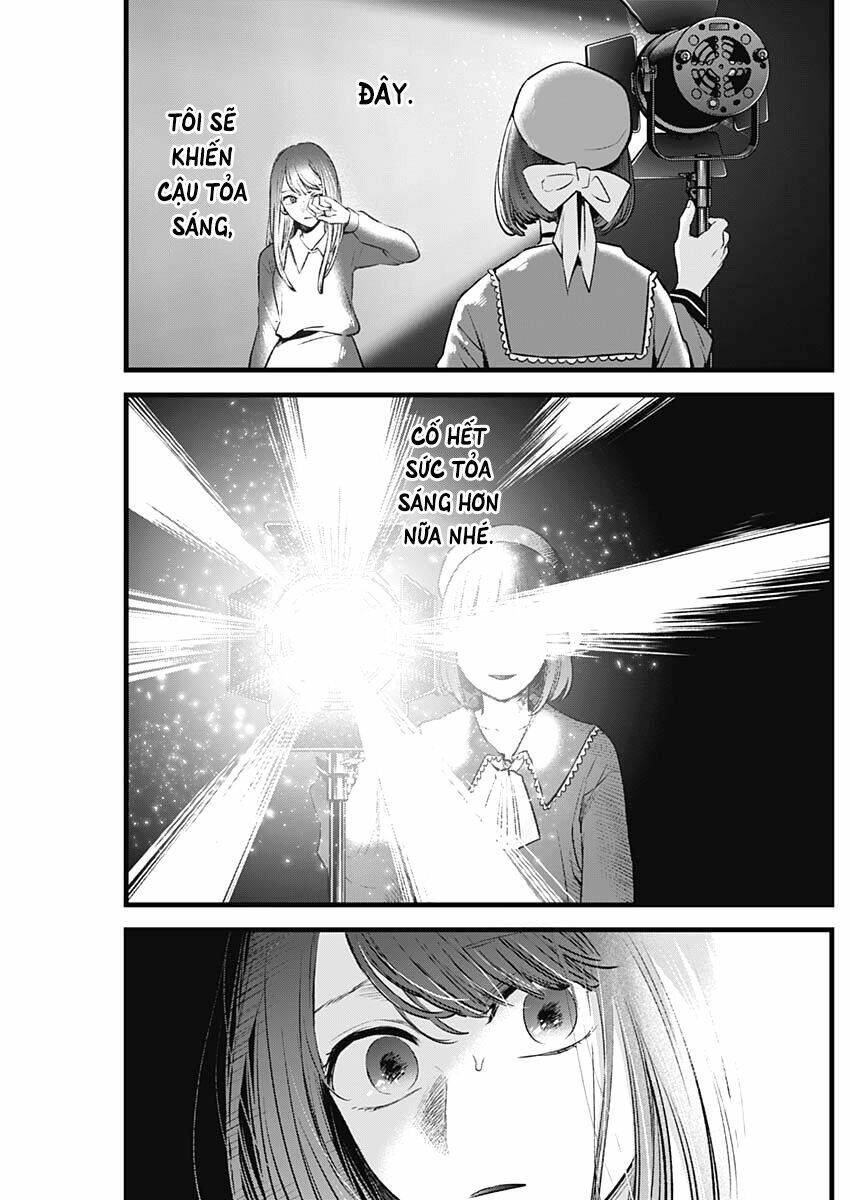 ĐÂY.
TÔI SẼ
KHIẾN
CẬU TỎA
SÁNG,
CỐ HẾT
SỨC TỎA
SÁNG HƠN
NỮA NHÉ.